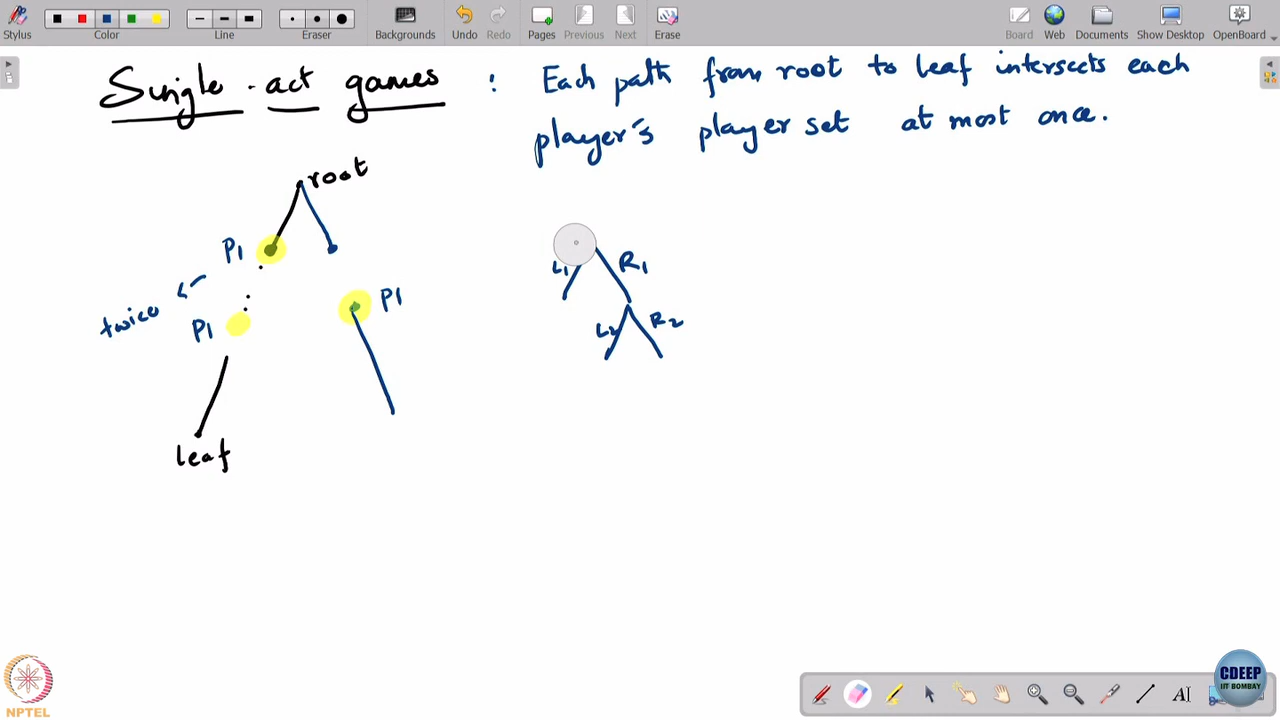 Stylus
Color
Line
Eraser
Backgrounds
Undo
Redo
Pages
Previous
Next
Erase
Board
Web
Documents
Show Desktop
OpenBoard
Single-act games : Each path from root to leaf intersects each
player's player set at most once.
root
P1
twice
P1
P1
leaf
L1
R1
L2
R2
NPTEL
CDEEP
IIT BOMBAY